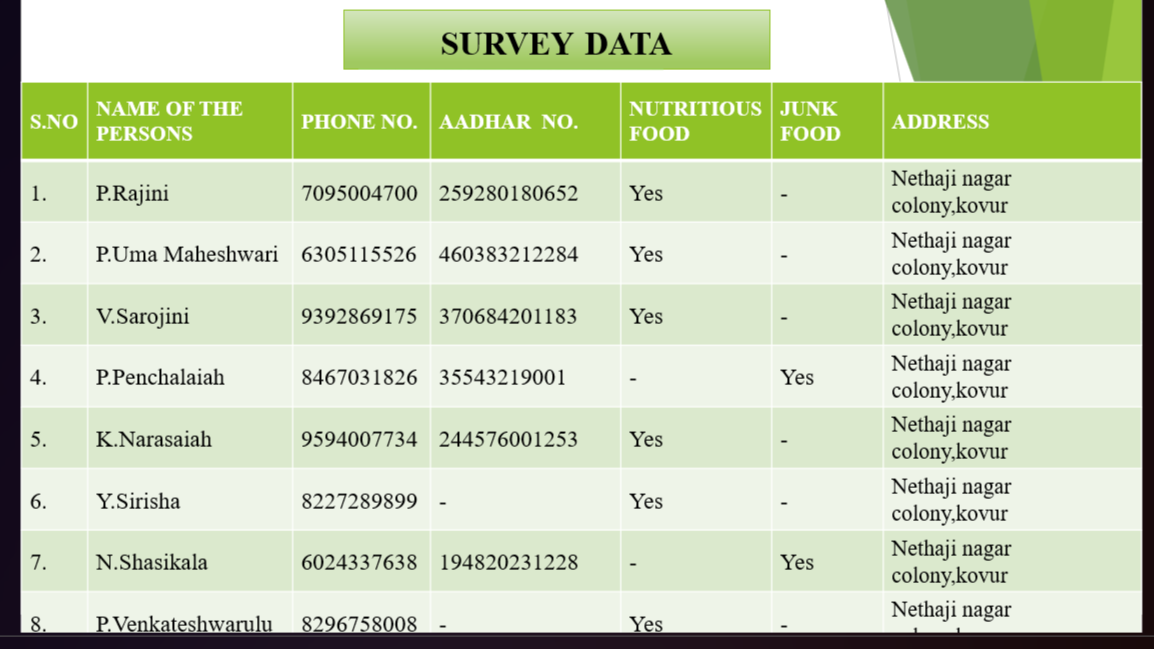 SURVEY DATA
S.NO NAME OF THE PERSONS PHONE NO. AADHAR NO. NUTRITIOUS FOOD JUNK FOOD ADDRESS
1. P.Rajini 7095004700 259280180652 Yes - Nethaji nagar colony,kovur
2. P.Uma Maheshwari 6305115526 460383212284 Yes - Nethaji nagar colony,kovur
3. V.Sarojini 9392869175 370684201183 Yes - Nethaji nagar colony,kovur
4. P.Penchalaiah 8467031826 35543219001 - Yes Nethaji nagar colony,kovur
5. K.Narasaiah 9594007734 244576001253 Yes - Nethaji nagar colony,kovur
6. Y.Sirisha 8227289899 - Yes - Nethaji nagar colony,kovur
7. N.Shasikala 6024337638 194820231228 - Yes Nethaji nagar colony,kovur
8. P.Venkateshwarulu 8296758008 - Yes - Nethaji nagar